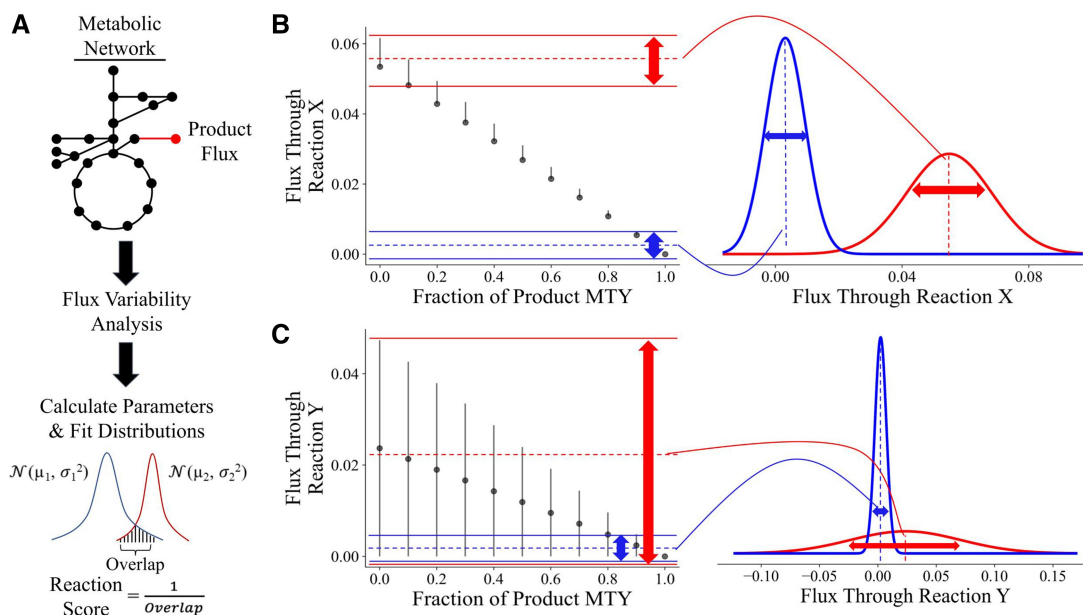 A
Metabolic
Network
Product
Flux
Flux Variability
Analysis
Calculate Parameters
& Fit Distributions
𝒩(μ₁, σ₁²)
𝒩(μ₂, σ₂²)
Overlap
Reaction
Score = 1 / Overlap
B
Flux Through
Reaction X
0.06
0.04
0.02
0.00
0.0 0.2 0.4 0.6 0.8 1.0
Fraction of Product MTY
0.00 0.04 0.08
Flux Through Reaction X
C
Flux Through
Reaction Y
0.04
0.02
0.00
0.0 0.2 0.4 0.6 0.8 1.0
Fraction of Product MTY
−0.10 −0.05 0.00 0.05 0.10 0.15
Flux Through Reaction Y